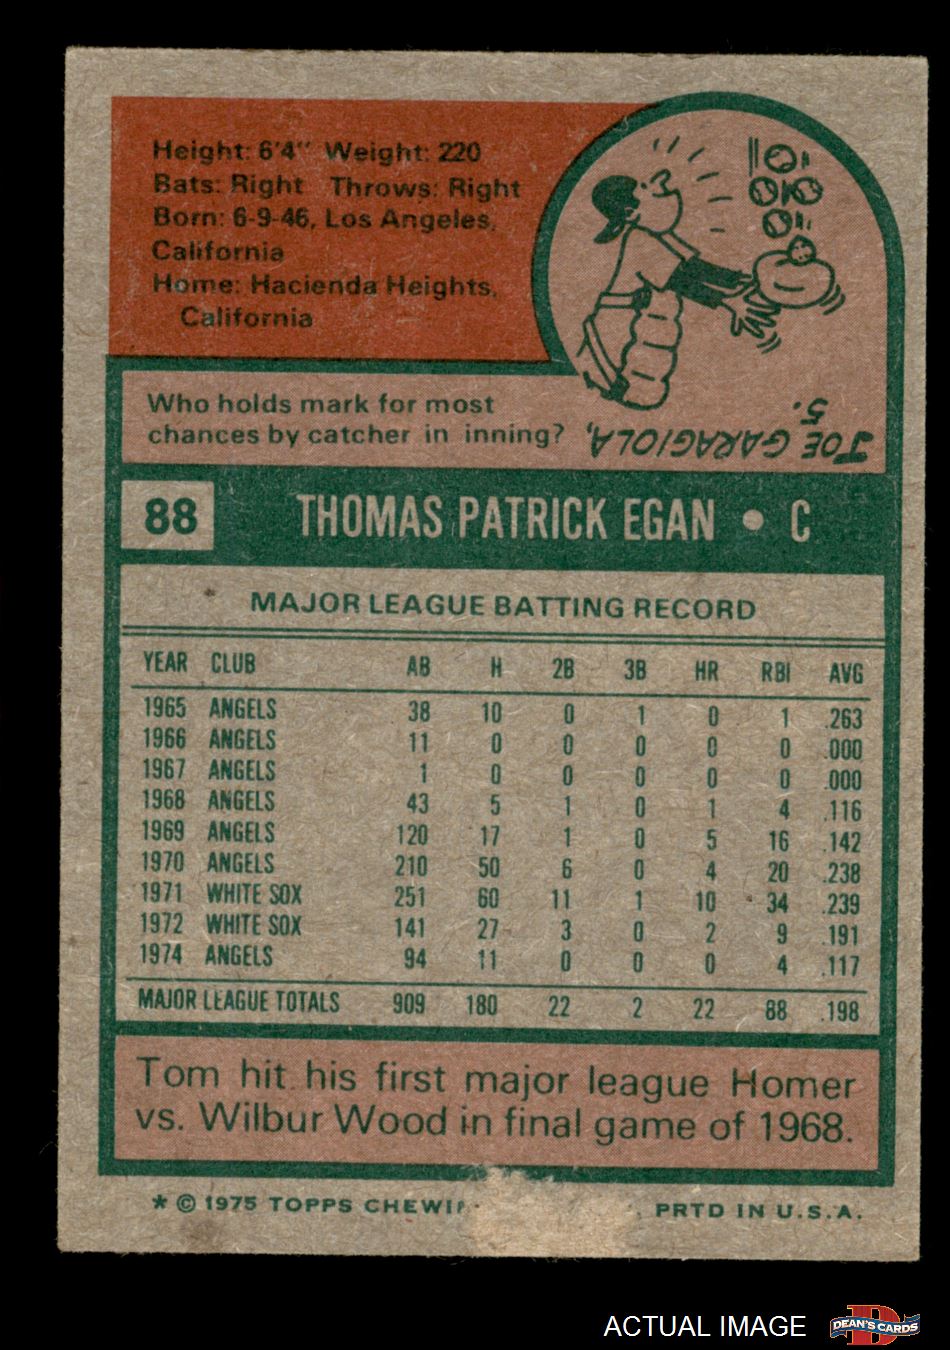 Height: 6'4" Weight: 220
Bats: Right Throws: Right
Born: 6-9-46, Los Angeles,
California
Home: Hacienda Heights,
California
Who holds mark for most
chances by catcher in inning?
JOE GARAGIOLA,
5.
88 THOMAS PATRICK EGAN • C
MAJOR LEAGUE BATTING RECORD
YEAR CLUB AB H 2B 3B HR RBI AVG
1965 ANGELS 38 10 0 1 0 1 .263
1966 ANGELS 11 0 0 0 0 0 .000
1967 ANGELS 1 0 0 0 0 0 .000
1968 ANGELS 43 5 1 0 1 4 .116
1969 ANGELS 120 17 1 0 5 16 .142
1970 ANGELS 210 50 6 0 4 20 .238
1971 WHITE SOX 251 60 11 1 10 34 .239
1972 WHITE SOX 141 27 3 0 2 9 .191
1974 ANGELS 94 11 0 0 0 4 .117
MAJOR LEAGUE TOTALS 909 180 22 2 22 88 .198
Tom hit his first major league Homer
vs. Wilbur Wood in final game of 1968.
* © 1975 TOPPS PRTD IN U.S.A.
ACTUAL IMAGE
DEAN'S CARDS